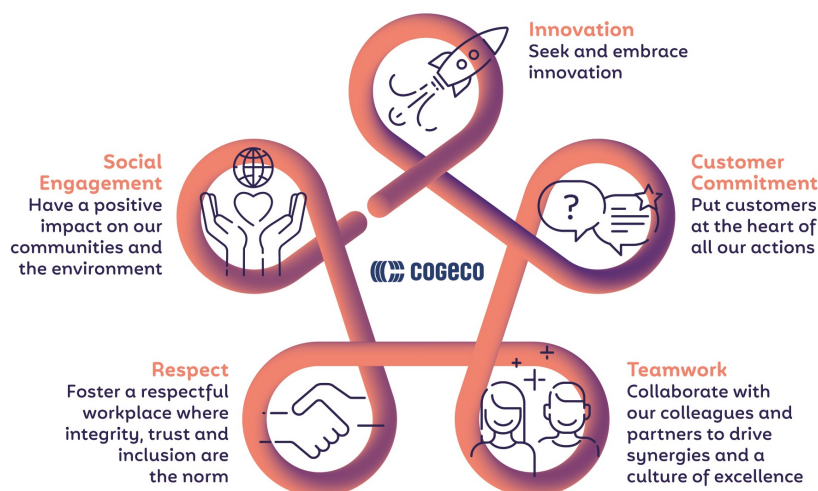 Innovation
Seek and embrace
innovation
Social
Engagement
Have a positive
impact on our
communities and
the environment
?
Customer
Commitment
Put customers
at the heart of
all our actions
cogeco
Respect
Foster a respectful
workplace where
integrity, trust and
inclusion are
the norm
Teamwork
Collaborate with
our colleagues and
partners to drive
synergies and a
culture of excellence